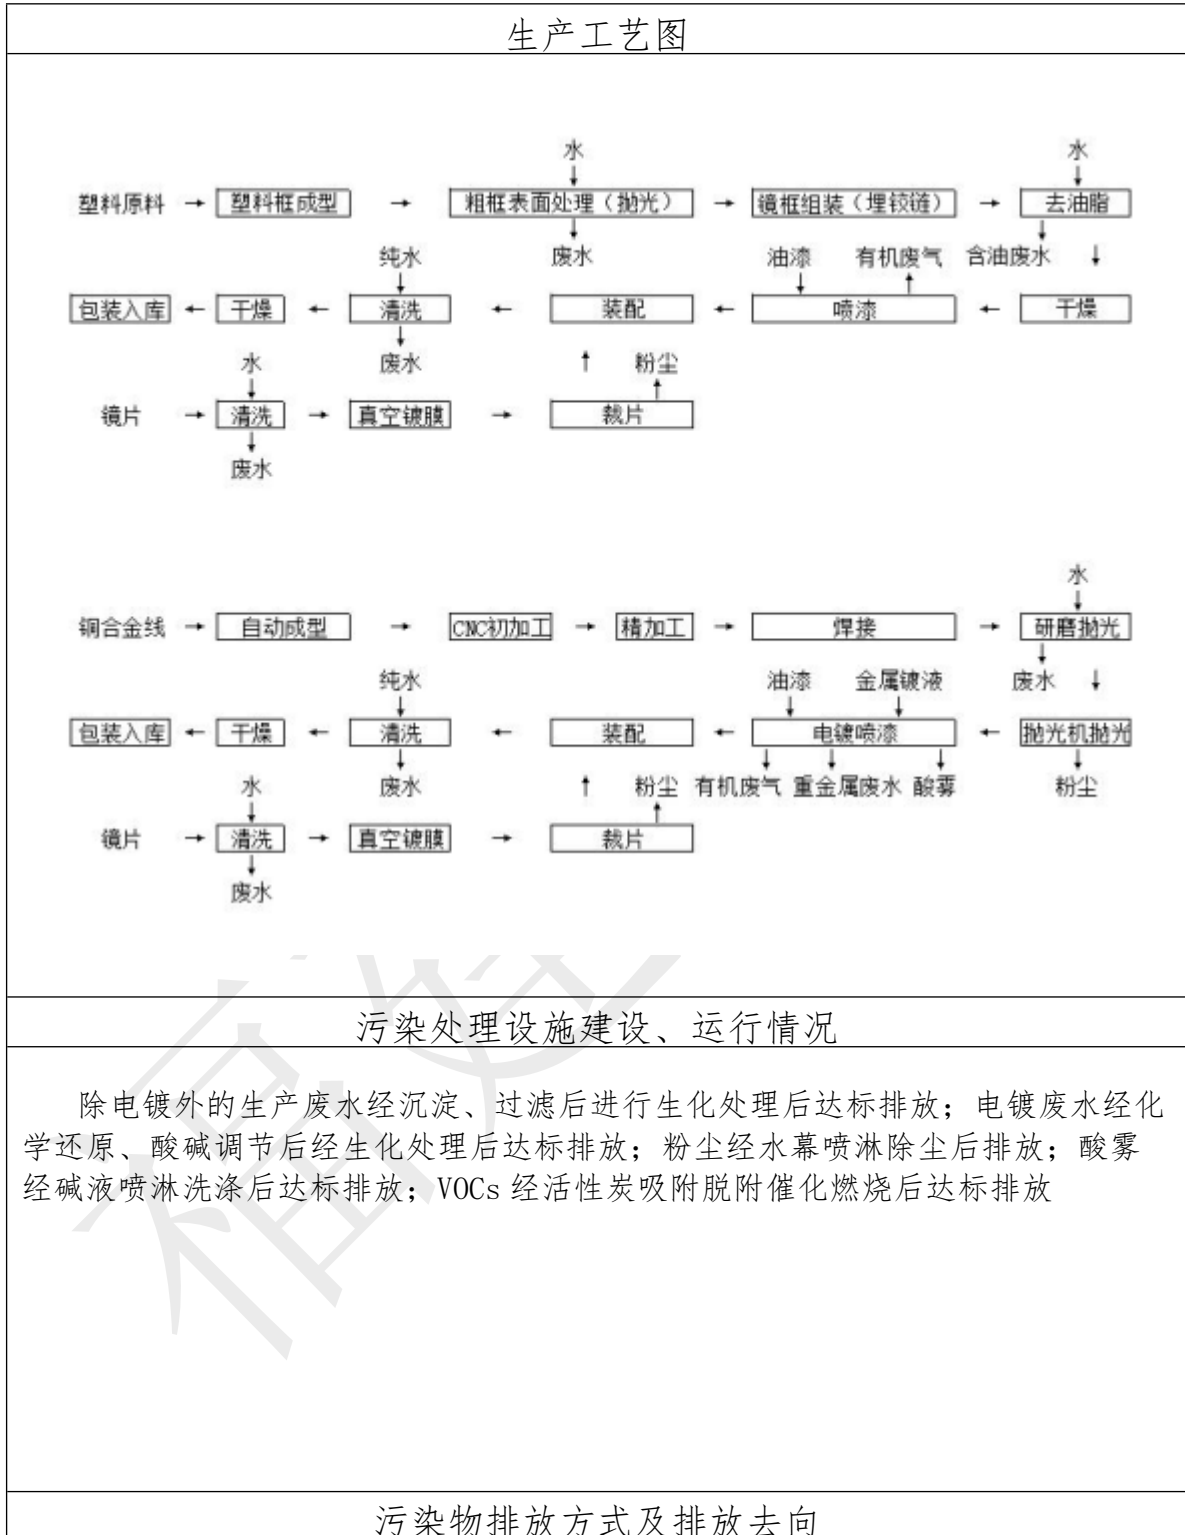 生产工艺图
水 水
塑料原料 → 塑料框成型 → 粗框表面处理（抛光） → 镜框组装（埋铰链） → 去油脂
纯水 废水 油漆 有机废气 含油废水
包装入库 ← 干燥 ← 清洗 ← 装配 ← 喷漆 ← 干燥
水 废水 粉尘
镜片 → 清洗 → 真空镀膜 → 裁片
废水
水
铜合金线 → 自动成型 → CNC初加工 → 精加工 → 焊接 → 研磨抛光
纯水 油漆 金属镀液 废水
包装入库 ← 干燥 ← 清洗 ← 装配 ← 电镀喷漆 ← 抛光机抛光
水 废水 粉尘 有机废气 重金属废水 酸雾 粉尘
镜片 → 清洗 → 真空镀膜 → 裁片
废水
污染处理设施建设、运行情况
除电镀外的生产废水经沉淀、过滤后进行生化处理后达标排放；电镀废水经化
学还原、酸碱调节后经生化处理后达标排放；粉尘经水幕喷淋除尘后排放；酸雾
经碱液喷淋洗涤后达标排放；VOCs 经活性炭吸附脱附催化燃烧后达标排放
污染物排放方式及排放去向
福